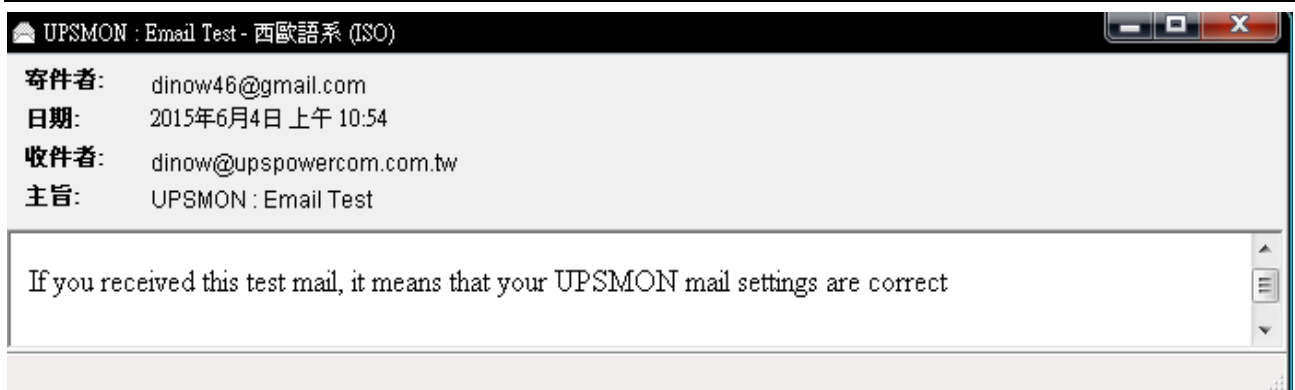 UPSMON : Email Test - 西歐語系 (ISO)
寄件者: dinow46@gmail.com
日期: 2015年6月4日 上午 10:54
收件者: dinow@upspowercom.com.tw
主旨: UPSMON : Email Test
If you received this test mail, it means that your UPSMON mail settings are correct